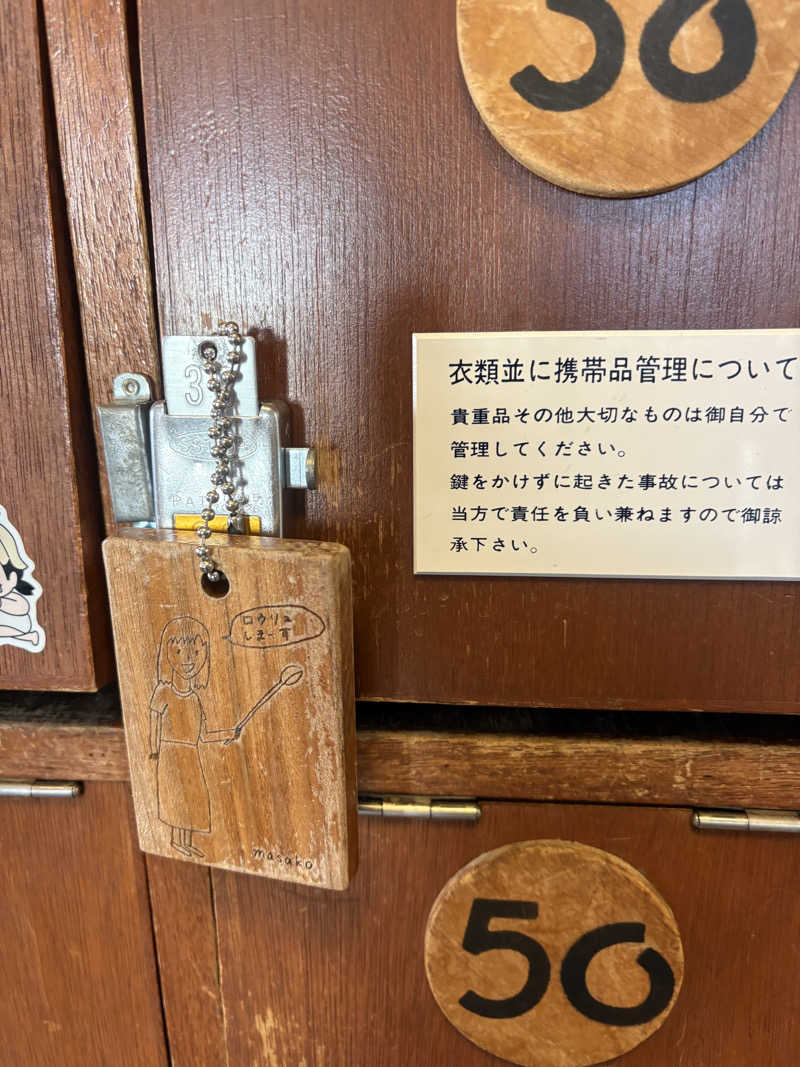 36
3
衣類並に携帯品管理について
貴重品その他大切なものは御自分で
管理してください。
鍵をかけずに起きた事故については
当方で責任を負い兼ねますので御諒
承下さい。
ロウリュ
しまーす
masako
50